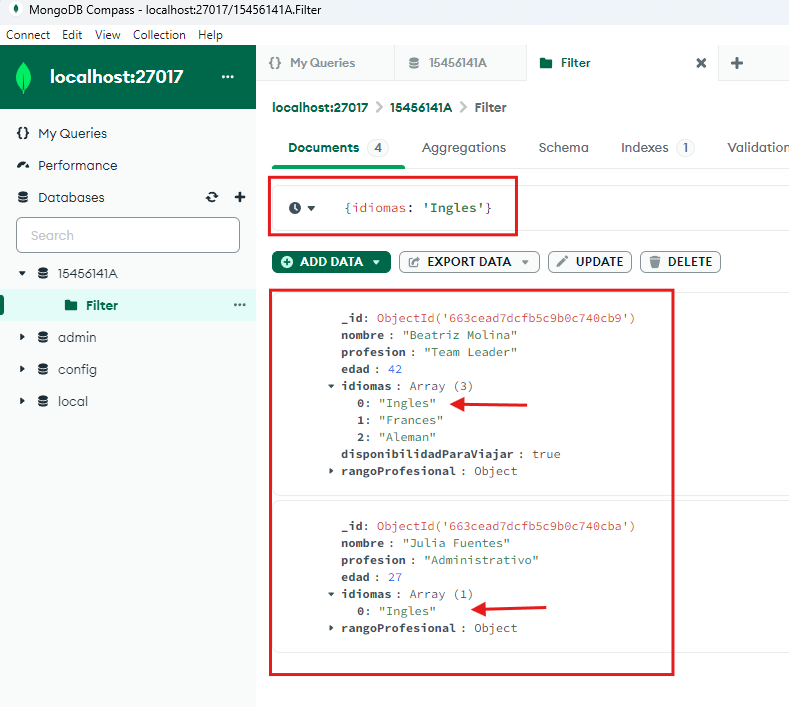 MongoDB Compass - localhost:27017/15456141A.Filter
Connect Edit View Collection Help
localhost:27017 ...
{} My Queries
15456141A
Filter
localhost:27017 > 15456141A > Filter
My Queries
Performance
Databases
Search
15456141A
Filter ...
admin
config
local
Documents 4 Aggregations Schema Indexes 1 Validation
{idiomas: 'Ingles'}
ADD DATA EXPORT DATA UPDATE DELETE
_id: ObjectId('663cead7dcfb5c9b0c740cb9')
nombre : "Beatriz Molina"
profesion : "Team Leader"
edad : 42
idiomas : Array (3)
0: "Ingles"
1: "Frances"
2: "Aleman"
disponibilidadParaViajar : true
rangoProfesional : Object
_id: ObjectId('663cead7dcfb5c9b0c740cba')
nombre : "Julia Fuentes"
profesion : "Administrativo"
edad : 27
idiomas : Array (1)
0: "Ingles"
rangoProfesional : Object